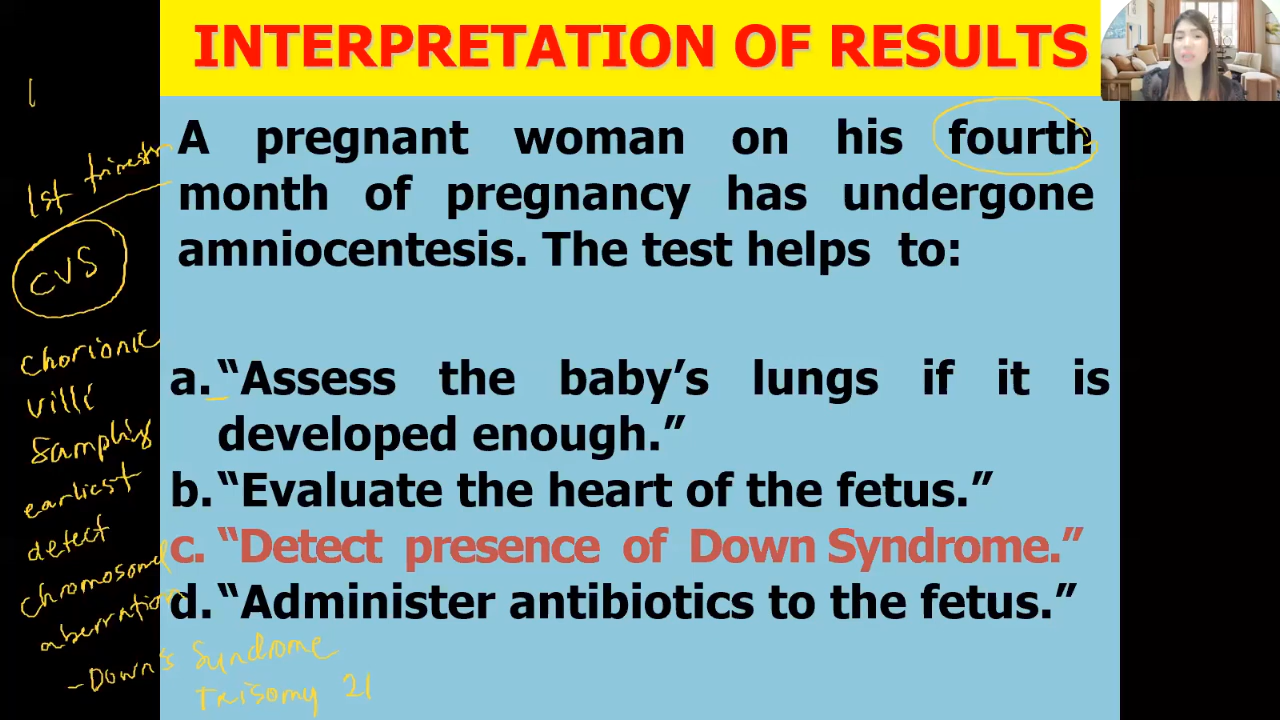 INTERPRETATION OF RESULTS
A pregnant woman on his fourth
month of pregnancy has undergone
amniocentesis. The test helps to:
a. “Assess the baby’s lungs if it is
developed enough.”
b. “Evaluate the heart of the fetus.”
c. “Detect presence of Down Syndrome.”
d. “Administer antibiotics to the fetus.”
1st trimester
CVS
chorionic
villi
sampling
earliest
detect
chromosomal
aberration
- Down's Syndrome
Trisomy 21